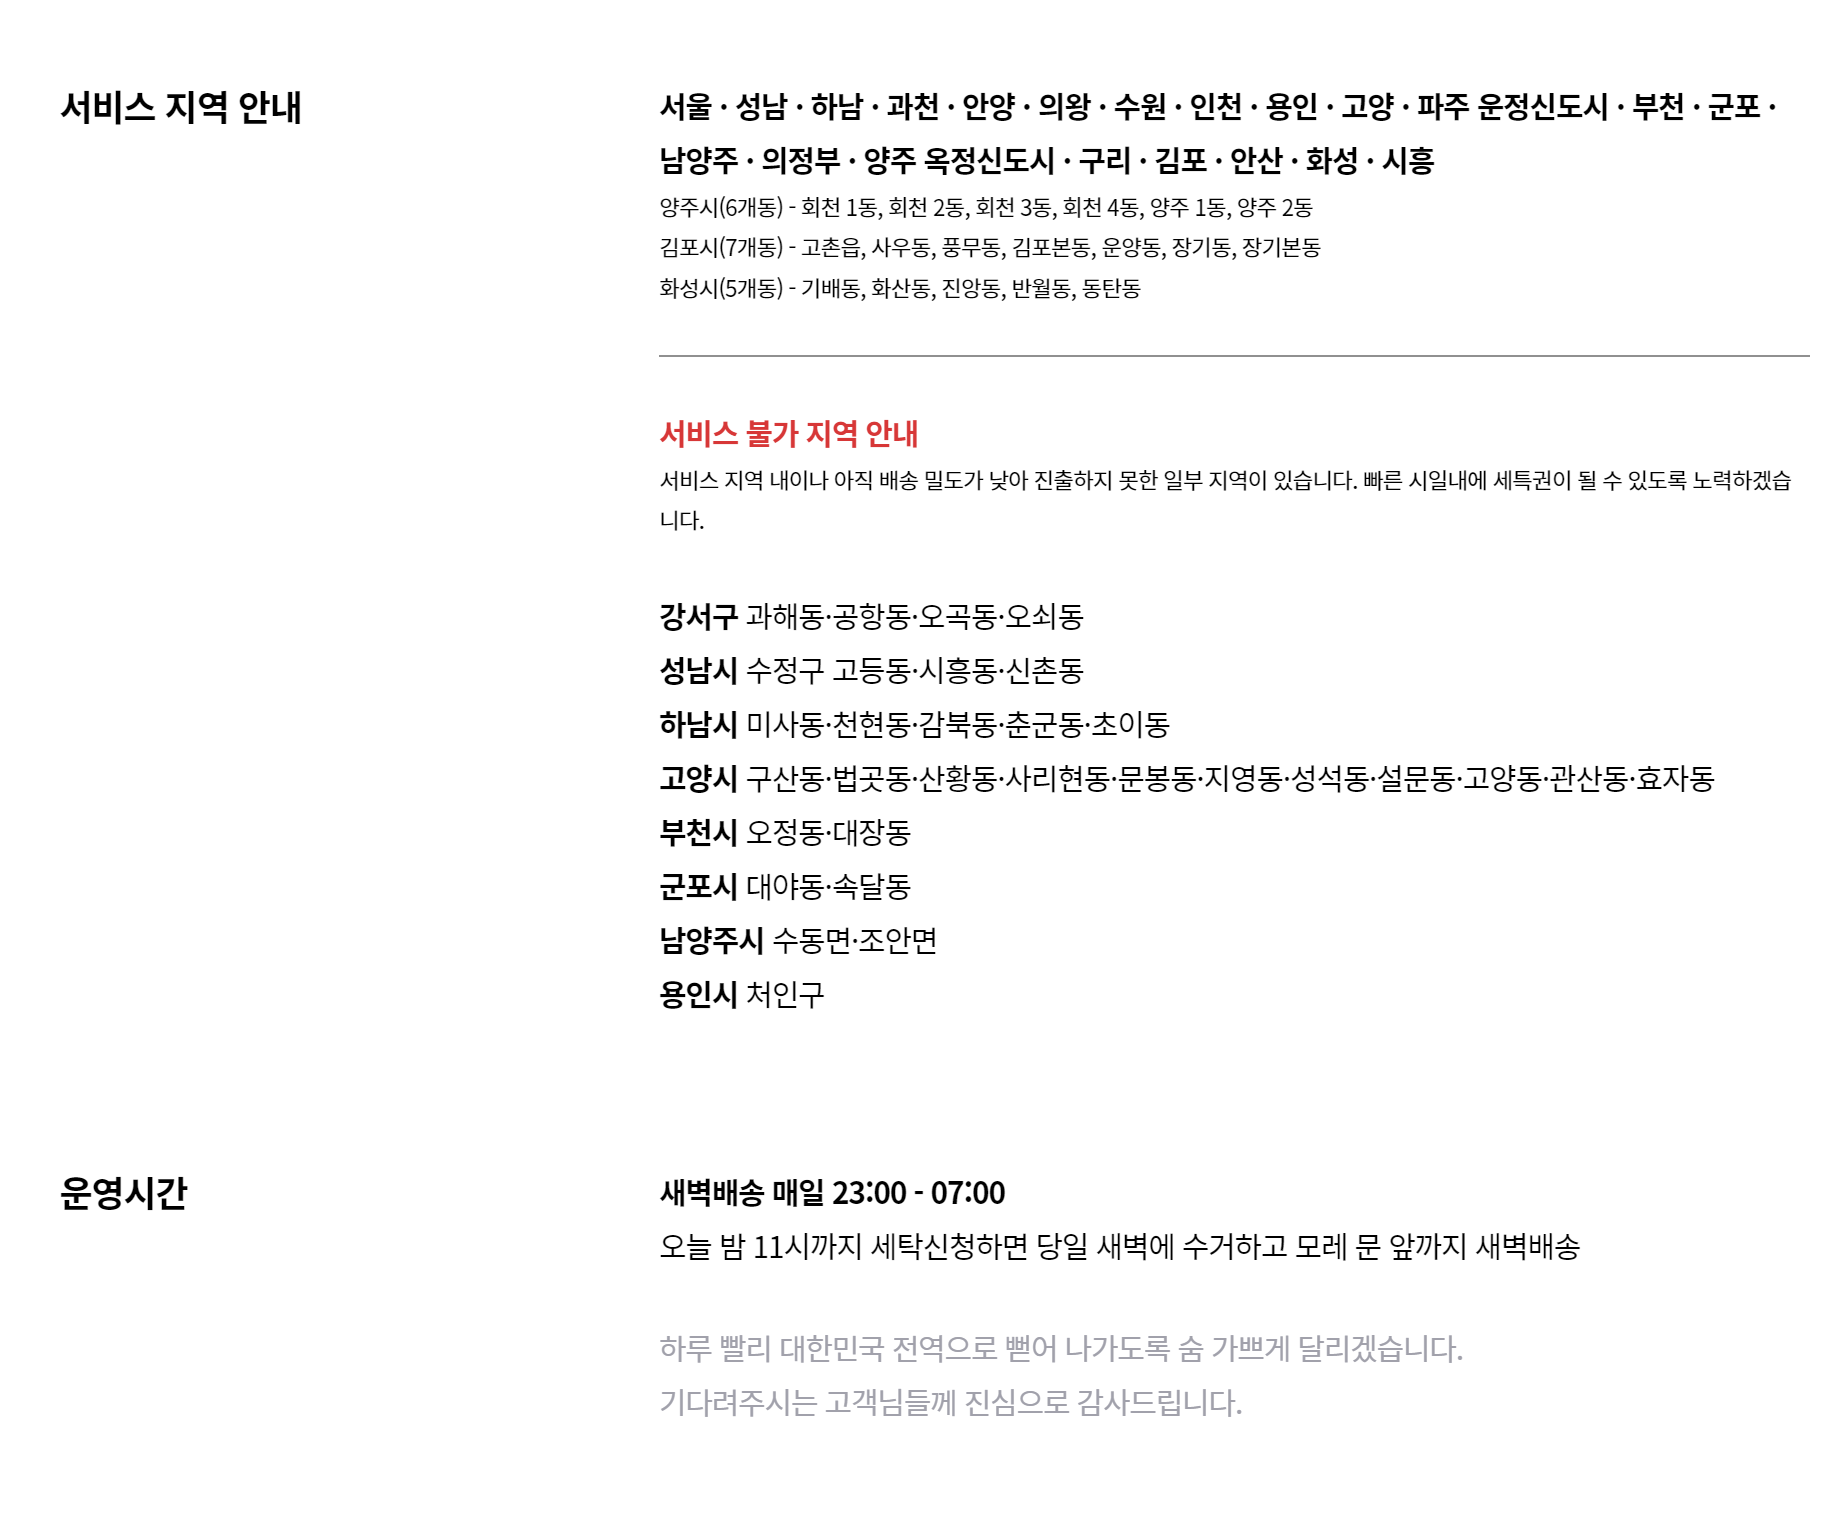 서비스 지역 안내
서울 · 성남 · 하남 · 과천 · 안양 · 의왕 · 수원 · 인천 · 용인 · 고양 · 파주 운정신도시 · 부천 · 군포 ·
남양주 · 의정부 · 양주 옥정신도시 · 구리 · 김포 · 안산 · 화성 · 시흥
양주시(6개동) - 회천 1동, 회천 2동, 회천 3동, 회천 4동, 양주 1동, 양주 2동
김포시(7개동) - 고촌읍, 사우동, 풍무동, 김포본동, 운양동, 장기동, 장기본동
화성시(5개동) - 기배동, 화산동, 진앙동, 반월동, 동탄동
서비스 불가 지역 안내
서비스 지역 내이나 아직 배송 밀도가 낮아 진출하지 못한 일부 지역이 있습니다. 빠른 시일내에 세특권이 될 수 있도록 노력하겠습
니다.
강서구 과해동·공항동·오곡동·오쇠동
성남시 수정구 고등동·시흥동·신촌동
하남시 미사동·천현동·감북동·춘군동·초이동
고양시 구산동·법곳동·산황동·사리현동·문봉동·지영동·성석동·설문동·고양동·관산동·효자동
부천시 오정동·대장동
군포시 대야동·속달동
남양주시 수동면·조안면
용인시 처인구
운영시간
새벽배송 매일 23:00 - 07:00
오늘 밤 11시까지 세탁신청하면 당일 새벽에 수거하고 모레 문 앞까지 새벽배송
하루 빨리 대한민국 전역으로 뻗어 나가도록 숨 가쁘게 달리겠습니다.
기다려주시는 고객님들께 진심으로 감사드립니다.